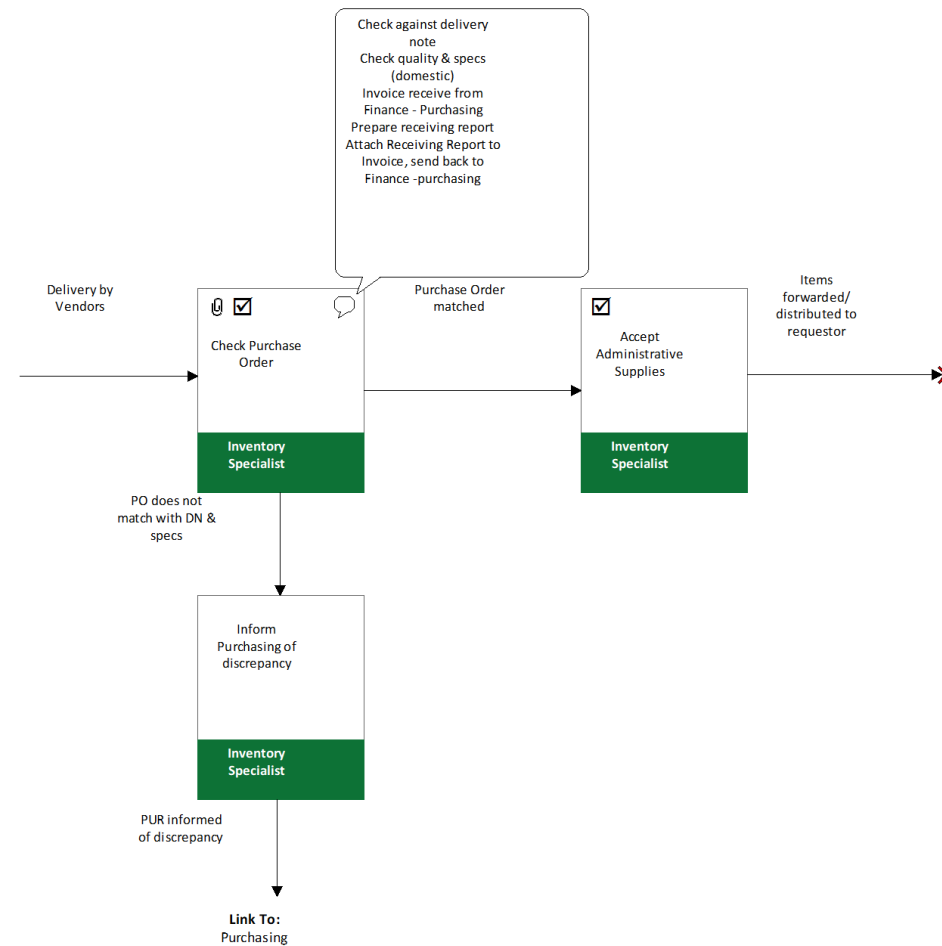 Check against delivery
note
Check quality & specs
(domestic)
Invoice receive from
Finance - Purchasing
Prepare receiving report
Attach Receiving Report to
Invoice, send back to
Finance -purchasing
Delivery by
Vendors
Check Purchase
Order
Inventory
Specialist
Purchase Order
matched
Accept
Administrative
Supplies
Inventory
Specialist
Items
forwarded/
distributed to
requestor
PO does not
match with DN &
specs
Inform
Purchasing of
discrepancy
Inventory
Specialist
PUR informed
of discrepancy
Link To:
Purchasing